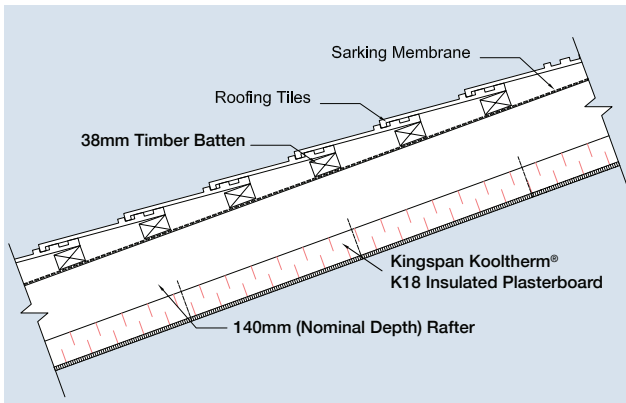 Sarking Membrane
Roofing Tiles
38mm Timber Batten
Kingspan Kooltherm®
K18 Insulated Plasterboard
140mm (Nominal Depth) Rafter